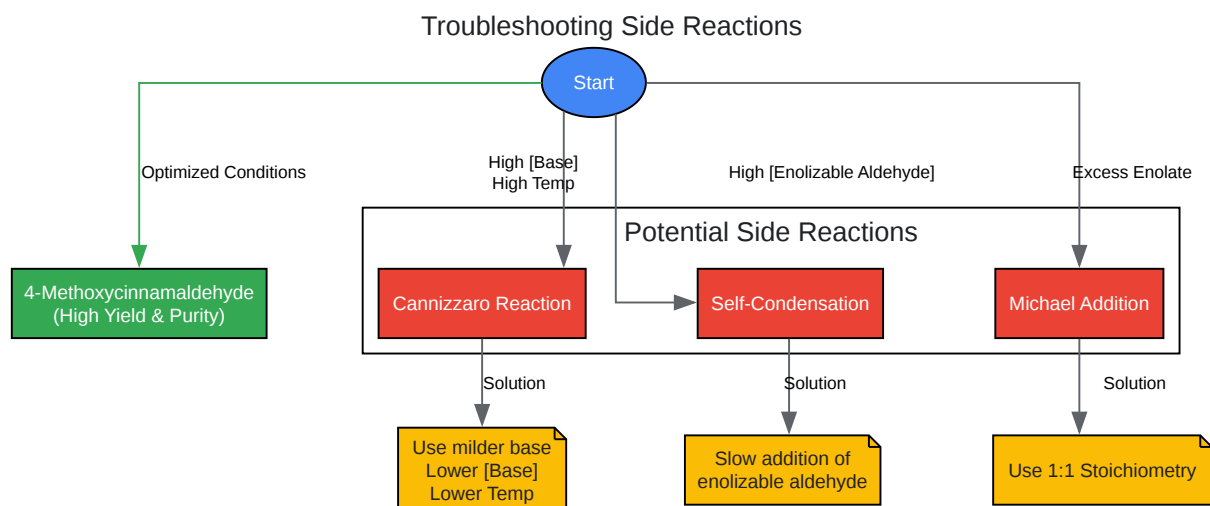 Troubleshooting Side Reactions
Start
Optimized Conditions
High [Base]
High Temp
High [Enolizable Aldehyde]
Excess Enolate
Potential Side Reactions
4-Methoxycinnamaldehyde
(High Yield & Purity)
Cannizzaro Reaction
Self-Condensation
Michael Addition
Solution
Solution
Solution
Use milder base
Lower [Base]
Lower Temp
Slow addition of
enolizable aldehyde
Use 1:1 Stoichiometry